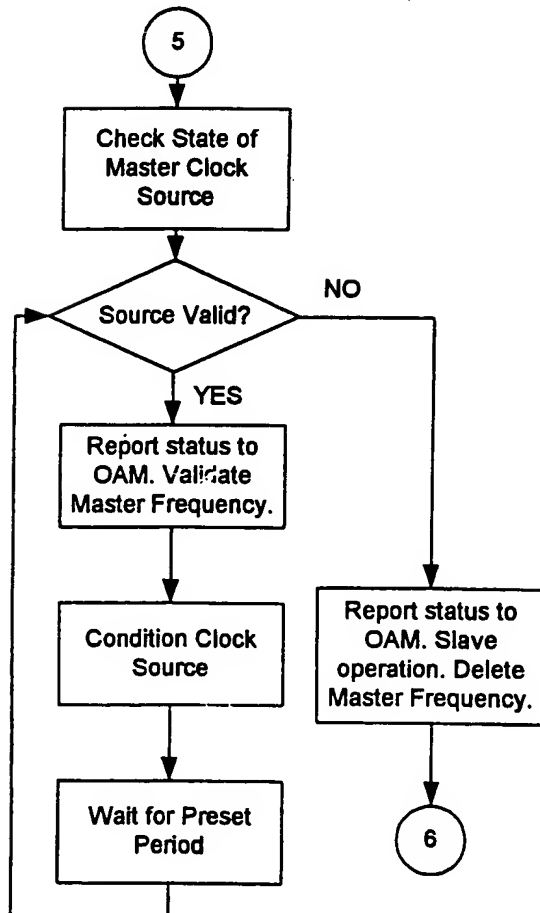 5
Check State of
Master Clock
Source
Source Valid?
NO
YES
Report status to
OAM. Validate
Master Frequency.
Condition Clock
Source
Wait for Preset
Period
Report status to
OAM. Slave
operation. Delete
Master Frequency.
6